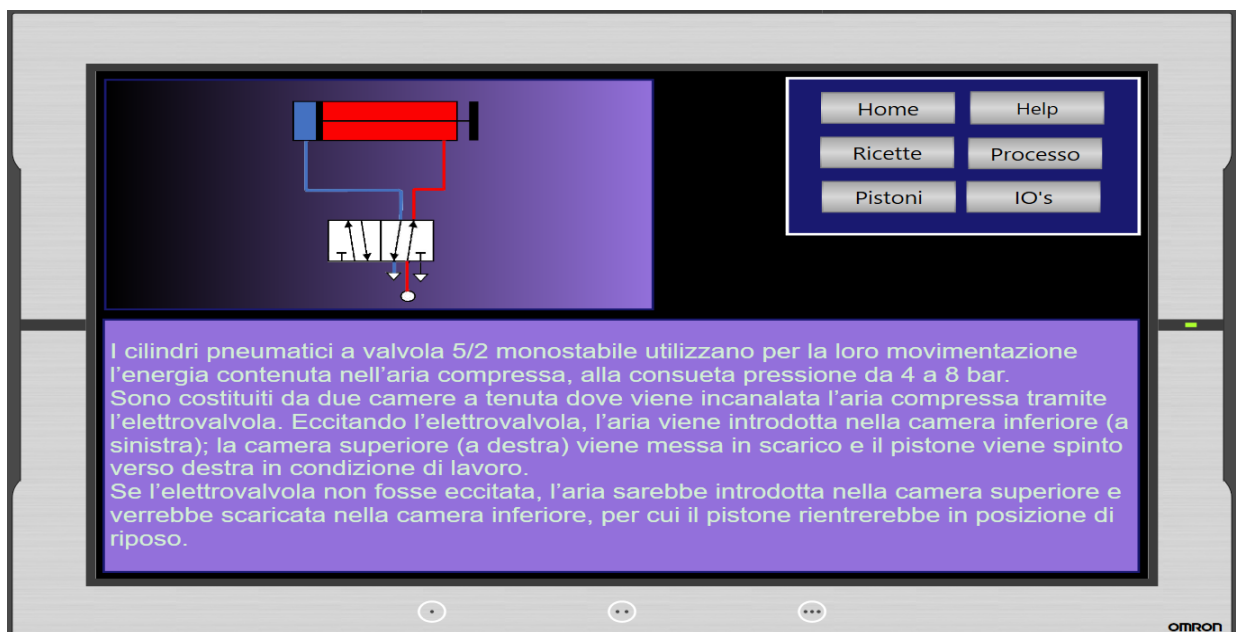 Home
Help
Ricette
Processo
Pistoni
IO's
I cilindri pneumatici a valvola 5/2 monostabile utilizzano per la loro movimentazione
l'energia contenuta nell'aria compressa, alla consueta pressione da 4 a 8 bar.
Sono costituiti da due camere a tenuta dove viene incanalata l'aria compressa tramite
l'elettrovalvola. Eccitando l'elettrovalvola, l'aria viene introdotta nella camera inferiore (a
sinistra); la camera superiore (a destra) viene messa in scarico e il pistone viene spinto
verso destra in condizione di lavoro.
Se l'elettrovalvola non fosse eccitata, l'aria sarebbe introdotta nella camera superiore e
verrebbe scaricata nella camera inferiore, per cui il pistone rientrerebbe in posizione di
riposo.
OMRON